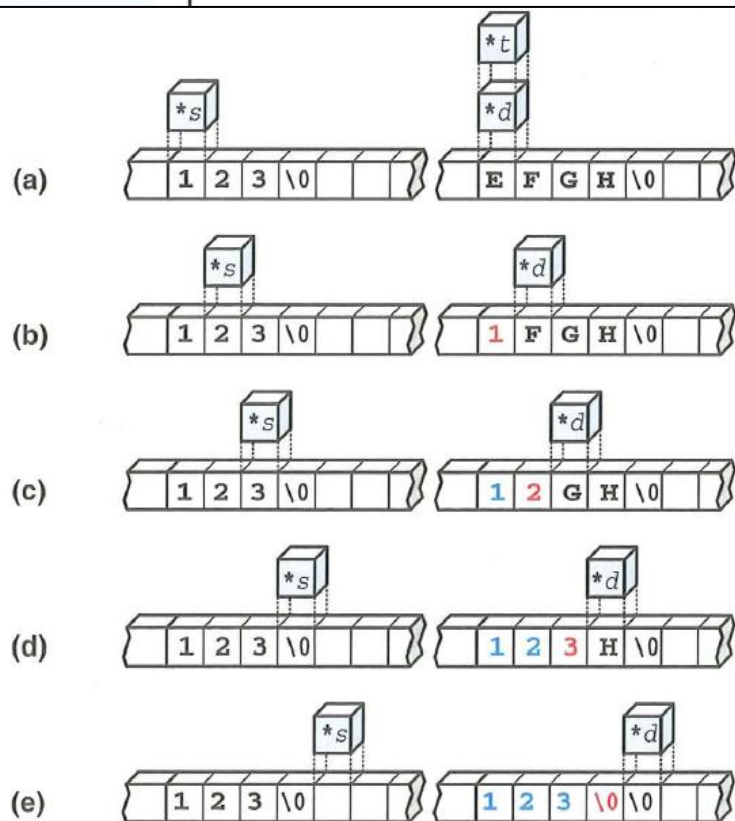 *t
*s *d
(a) 1 2 3 \0 E F G H \0
*s *d
(b) 1 2 3 \0 1 F G H \0
*s *d
(c) 1 2 3 \0 1 2 G H \0
*s *d
(d) 1 2 3 \0 1 2 3 H \0
*s *d
(e) 1 2 3 \0 1 2 3 \0 \0